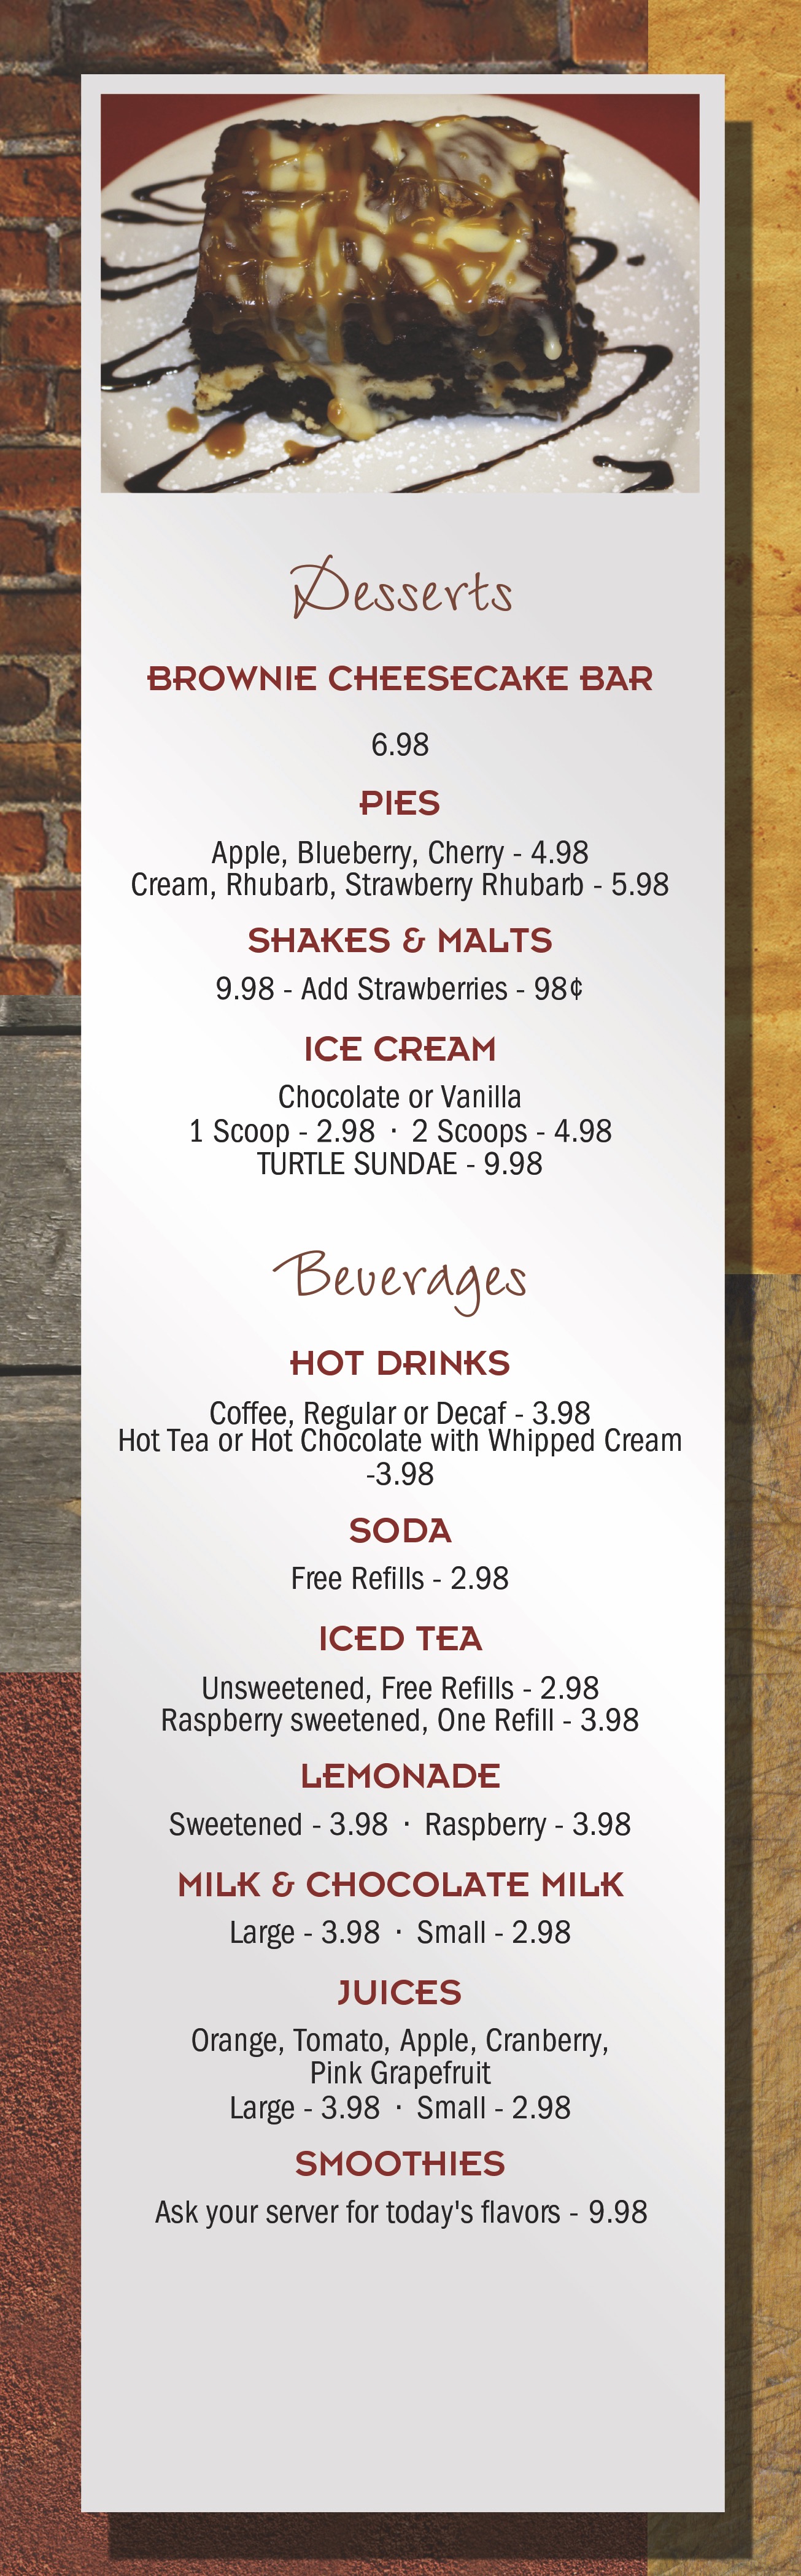 Desserts
BROWNIE CHEESECAKE BAR
6.98
PIES
Apple, Blueberry, Cherry - 4.98
Cream, Rhubarb, Strawberry Rhubarb - 5.98
SHAKES & MALTS
9.98 - Add Strawberries - 98¢
ICE CREAM
Chocolate or Vanilla
1 Scoop - 2.98 · 2 Scoops - 4.98
TURTLE SUNDAE - 9.98
Beverages
HOT DRINKS
Coffee, Regular or Decaf - 3.98
Hot Tea or Hot Chocolate with Whipped Cream
-3.98
SODA
Free Refills - 2.98
ICED TEA
Unsweetened, Free Refills - 2.98
Raspberry sweetened, One Refill - 3.98
LEMONADE
Sweetened - 3.98 · Raspberry - 3.98
MILK & CHOCOLATE MILK
Large - 3.98 · Small - 2.98
JUICES
Orange, Tomato, Apple, Cranberry,
Pink Grapefruit
Large - 3.98 · Small - 2.98
SMOOTHIES
Ask your server for today's flavors - 9.98